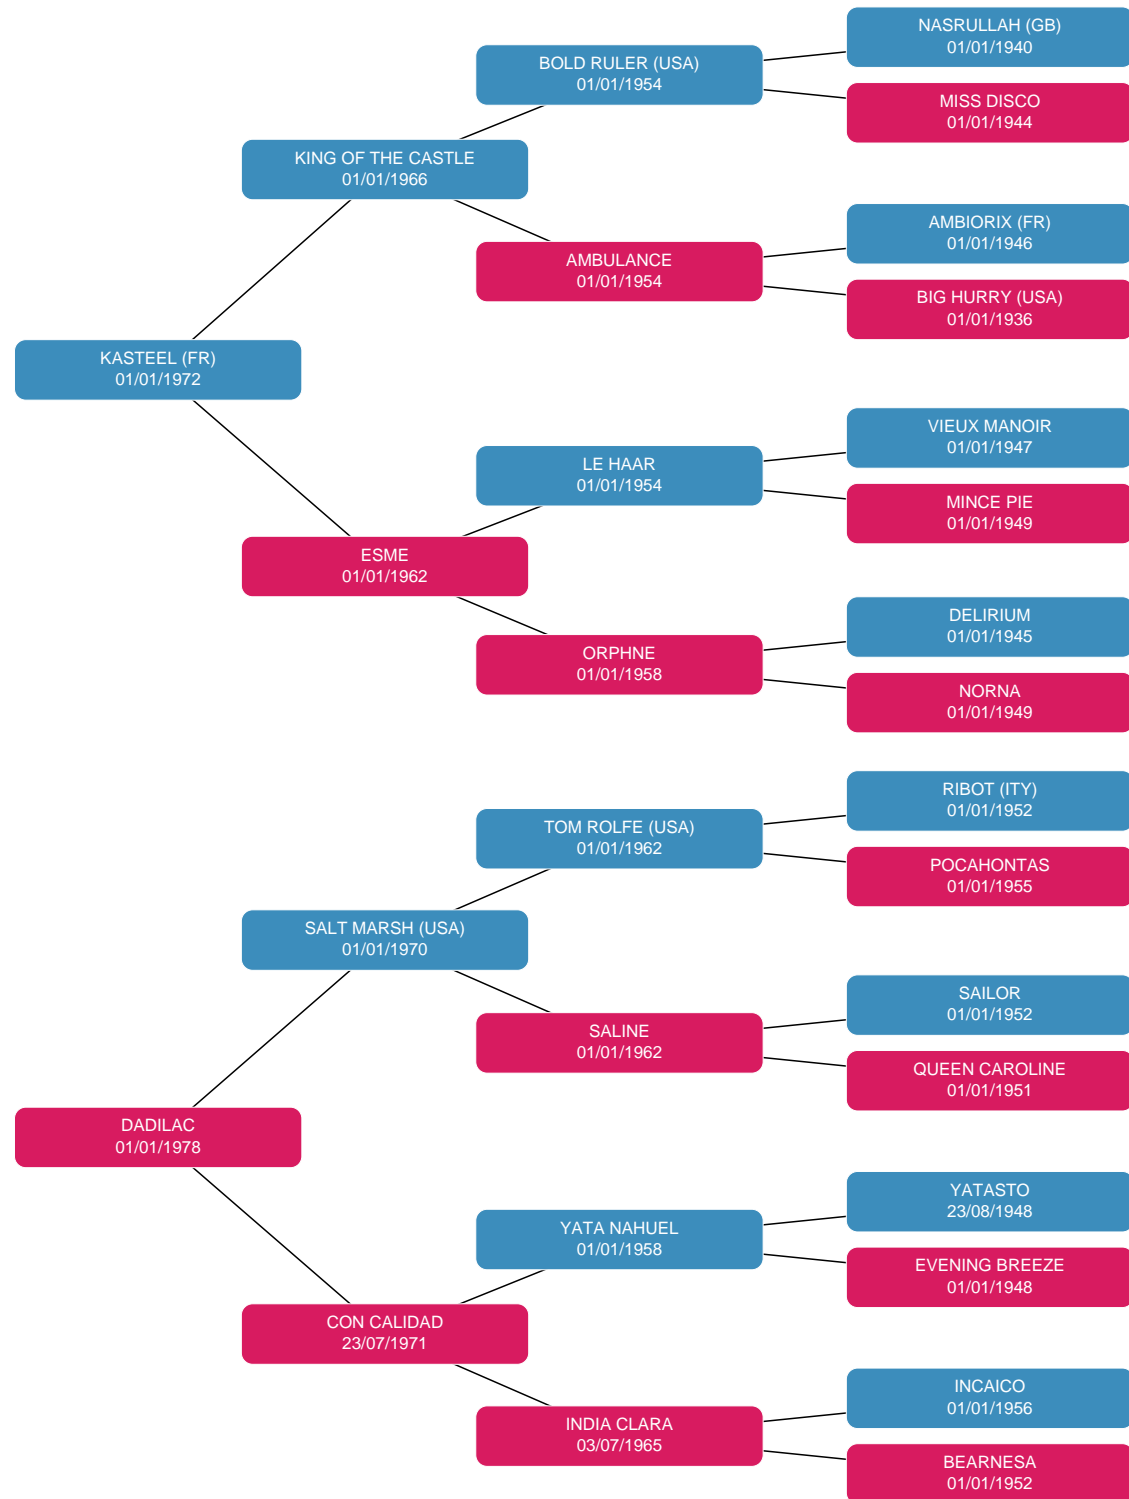 NASRULLAH (GB)
01/01/1940
BOLD RULER (USA)
01/01/1954
MISS DISCO
01/01/1944
KING OF THE CASTLE
01/01/1966
AMBIORIX (FR)
01/01/1946
AMBULANCE
01/01/1954
BIG HURRY (USA)
01/01/1936
KASTEEL (FR)
01/01/1972
VIEUX MANOIR
01/01/1947
LE HAAR
01/01/1954
MINCE PIE
01/01/1949
ESME
01/01/1962
DELIRIUM
01/01/1945
ORPHNE
01/01/1958
NORNA
01/01/1949
RIBOT (ITY)
01/01/1952
TOM ROLFE (USA)
01/01/1962
POCAHONTAS
01/01/1955
SALT MARSH (USA)
01/01/1970
SAILOR
01/01/1952
SALINE
01/01/1962
QUEEN CAROLINE
01/01/1951
DADILAC
01/01/1978
YATASTO
23/08/1948
YATA NAHUEL
01/01/1958
EVENING BREEZE
01/01/1948
CON CALIDAD
23/07/1971
INCAICO
01/01/1956
INDIA CLARA
03/07/1965
BEARNESA
01/01/1952